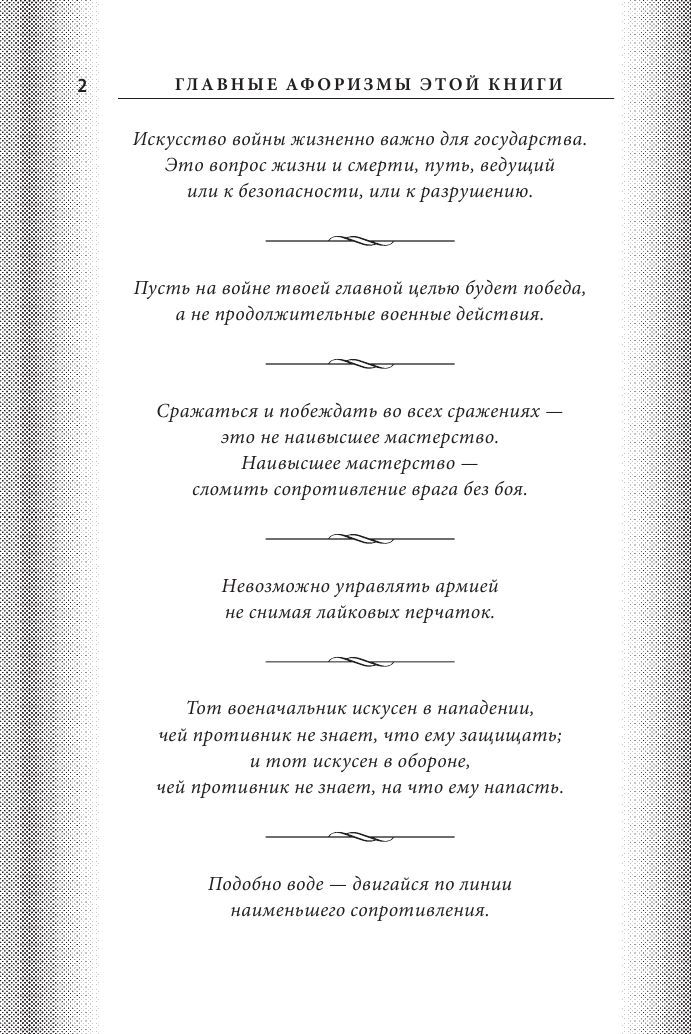 2 ГЛАВНЫЕ АФОРИЗМЫ ЭТОЙ КНИГИ
Искусство войны жизненно важно для государства.
Это вопрос жизни и смерти, путь, ведущий
или к безопасности, или к разрушению.
Пусть на войне твоей главной целью будет победа,
а не продолжительные военные действия.
Сражаться и побеждать во всех сражениях —
это не наивысшее мастерство.
Наивысшее мастерство —
сломить сопротивление врага без боя.
Невозможно управлять армией
не снимая лайковых перчаток.
Тот военачальник искусен в нападении,
чей противник не знает, что ему защищать;
и тот искусен в обороне,
чей противник не знает, на что ему напасть.
Подобно воде — двигайся по линии
наименьшего сопротивления.